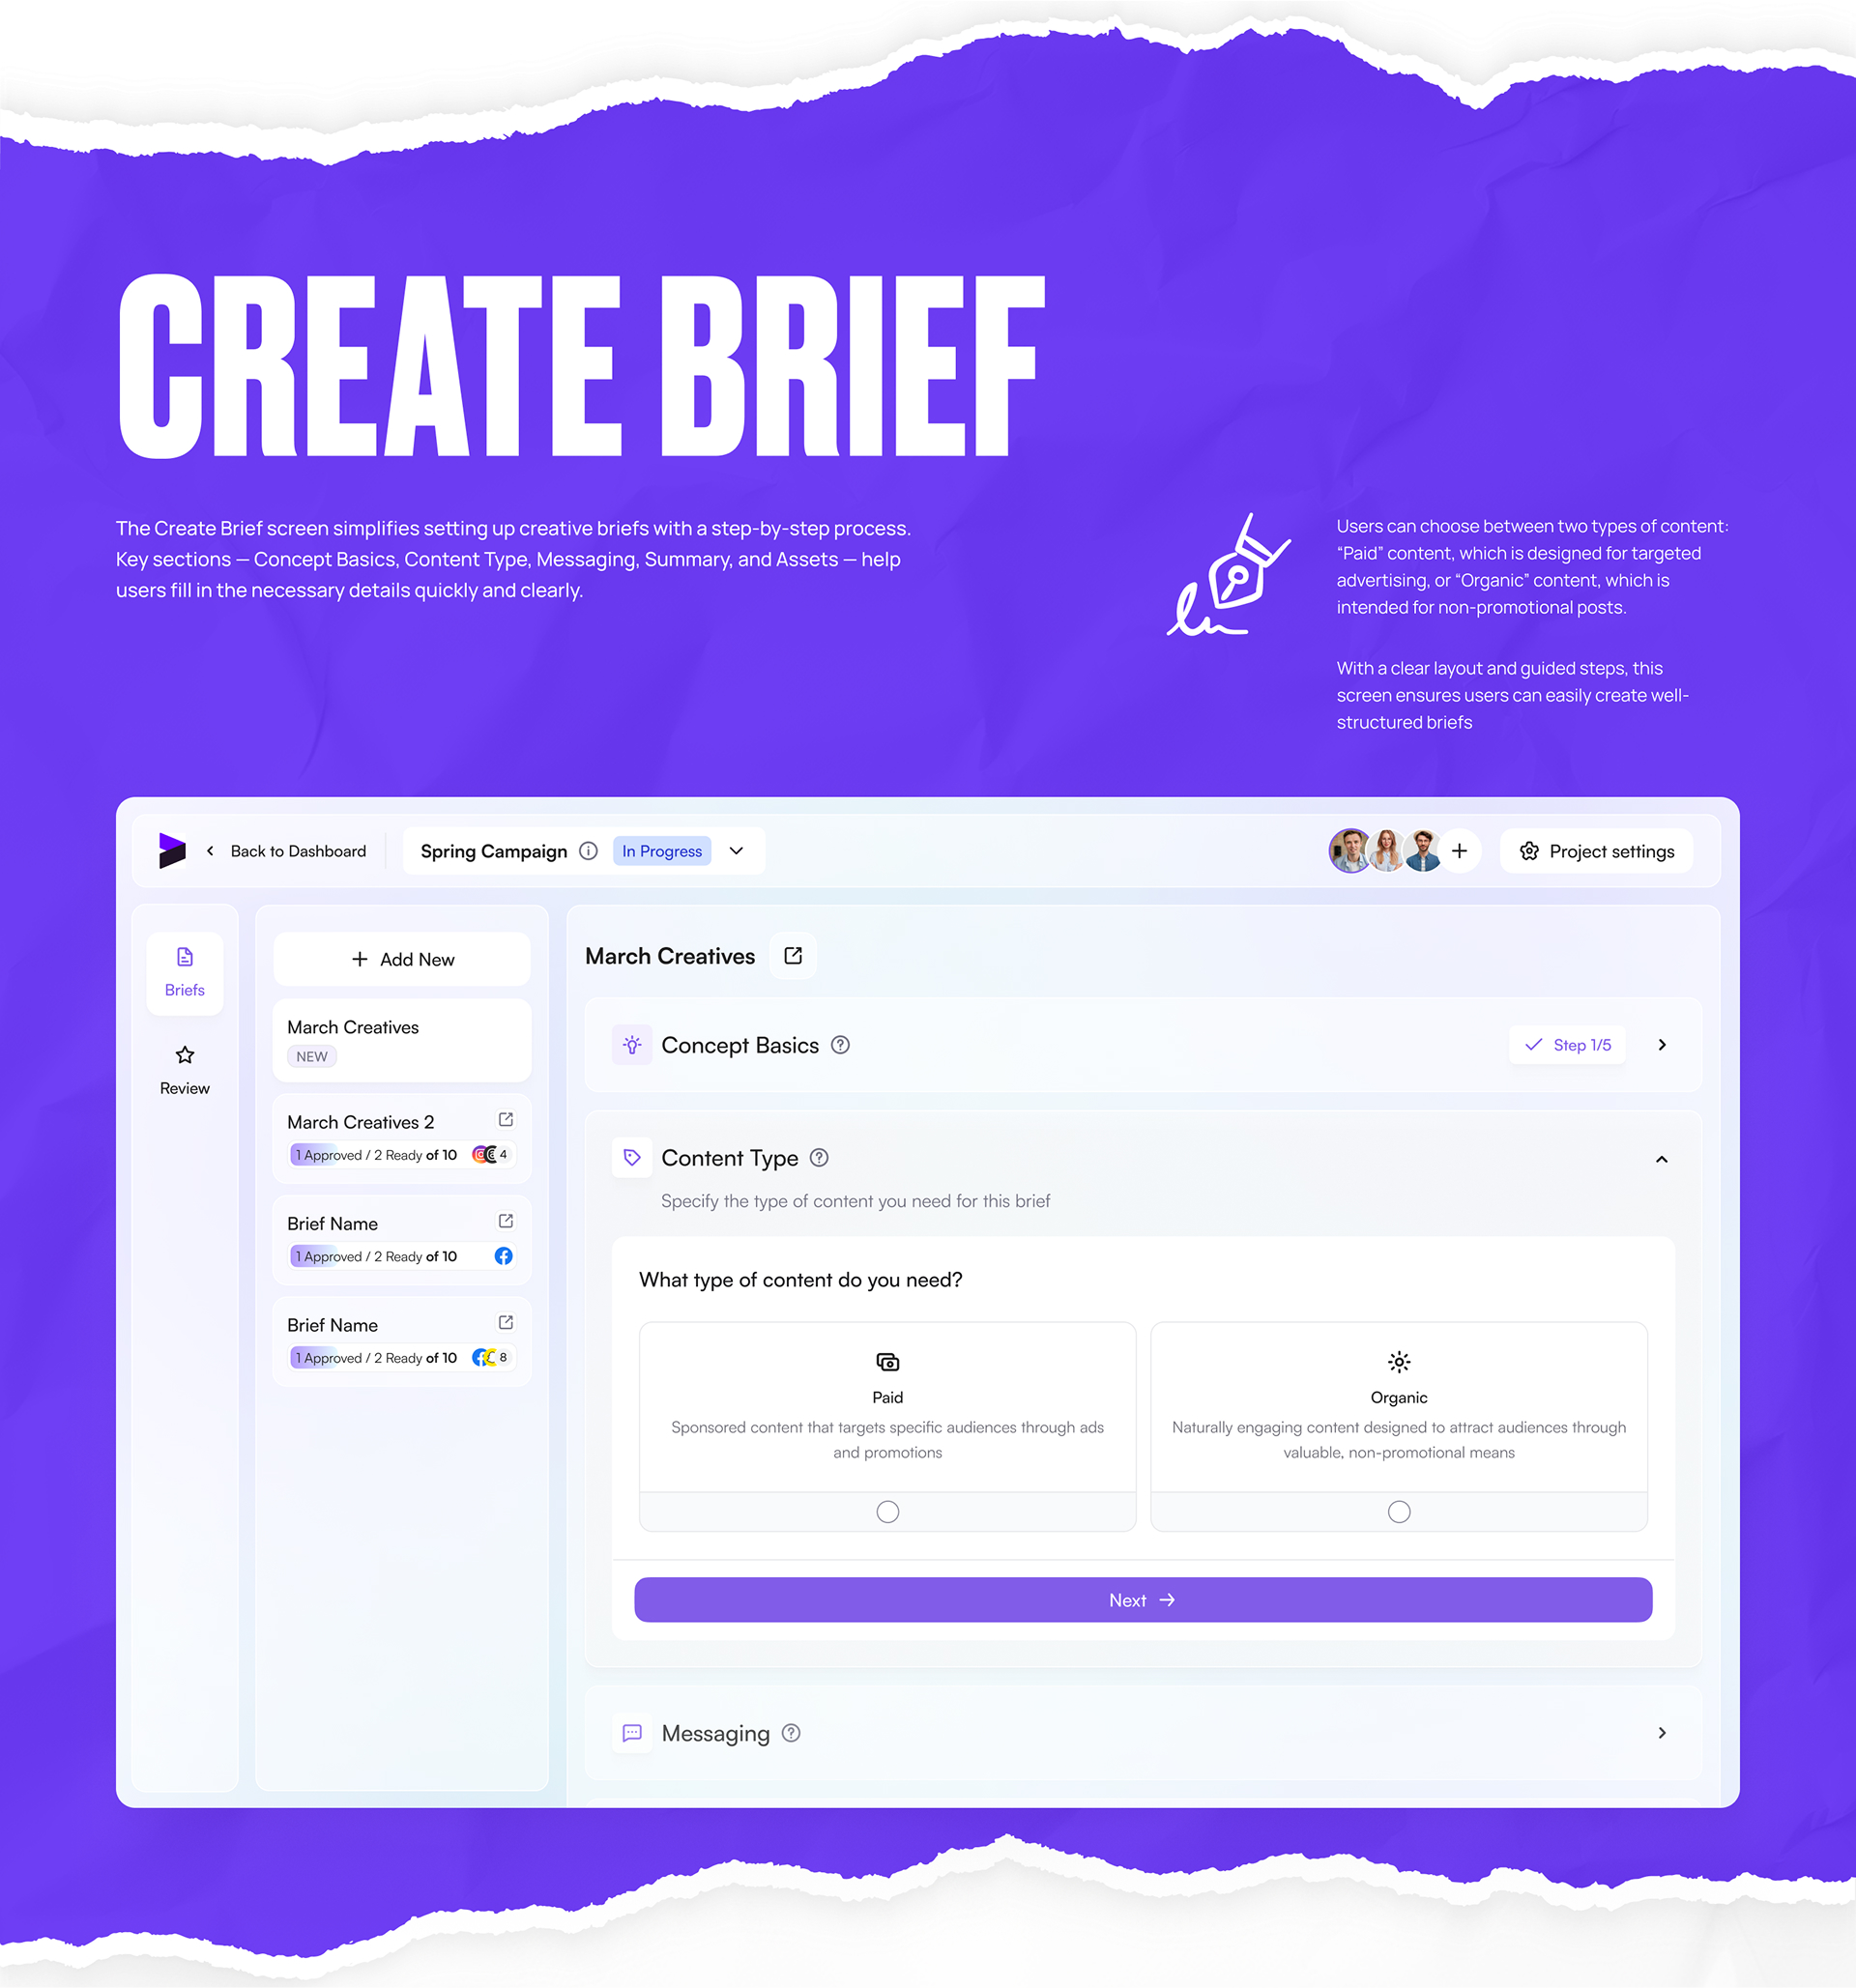 CREATE BRIEF
The Create Brief screen simplifies setting up creative briefs with a step-by-step process.
Key sections — Concept Basics, Content Type, Messaging, Summary, and Assets — help
users fill in the necessary details quickly and clearly.
Users can choose between two types of content:
“Paid” content, which is designed for targeted
advertising, or “Organic” content, which is
intended for non-promotional posts.
With a clear layout and guided steps, this
screen ensures users can easily create well-
structured briefs
Back to Dashboard
Spring Campaign
In Progress
Project settings
Briefs
Review
Add New
March Creatives
NEW
March Creatives 2
1 Approved / 2 Ready of 10
4
Brief Name
1 Approved / 2 Ready of 10
Brief Name
1 Approved / 2 Ready of 10
8
March Creatives
Concept Basics
Step 1/5
Content Type
Specify the type of content you need for this brief
What type of content do you need?
Paid
Sponsored content that targets specific audiences through ads
and promotions
Organic
Naturally engaging content designed to attract audiences through
valuable, non-promotional means
Next
Messaging